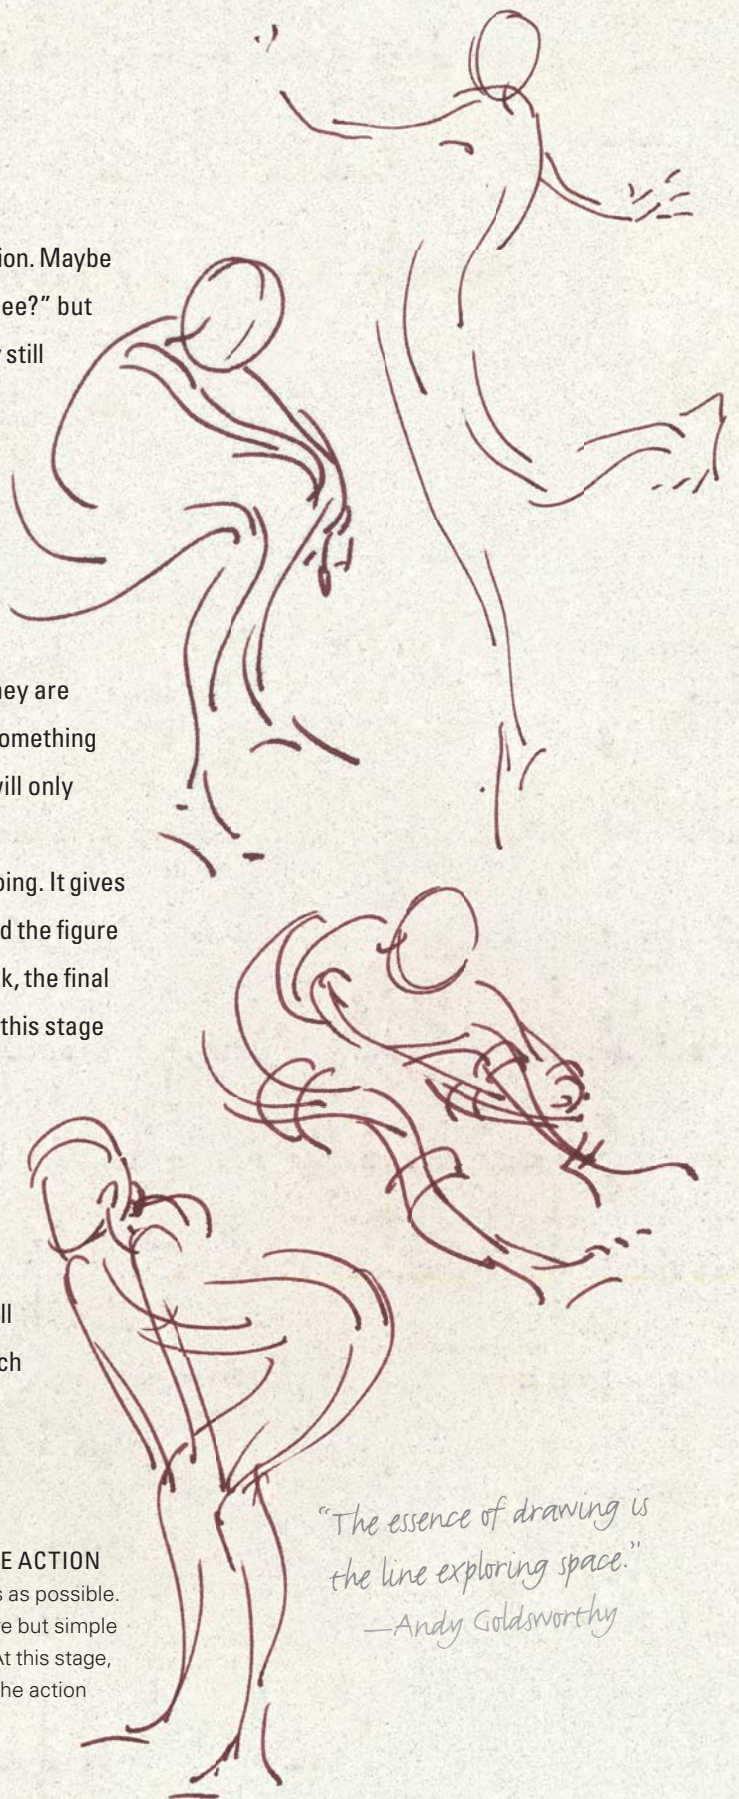 ion. Maybe
ee?” but
still
ney are
omething
vill only
ping. It gives
d the figure
k, the final
this stage
ll
ch
E ACTION
s as possible.
e but simple
At this stage,
he action
“The essence of drawing is
the line exploring space.”
—Andy Goldsworthy